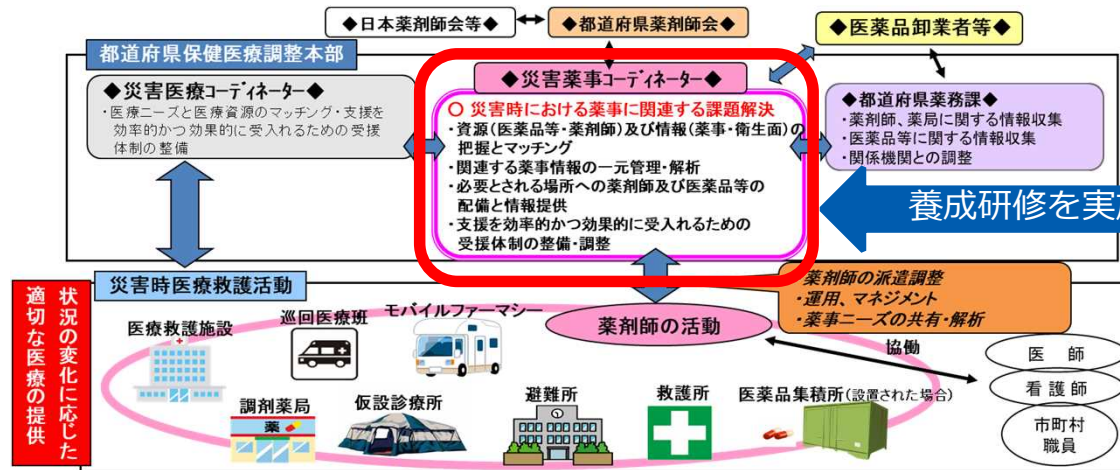 ◆日本薬剤師会等◆
◆都道府県薬剤師会◆
◆医薬品卸業者等◆
都道府県保健医療調整本部
◆災害医療コーディネーター◆
・医療ニーズと医療資源のマッチング・支援を
効率的かつ効果的に受入れるための受援
体制の整備
◆災害薬事コーディネーター◆
○ 災害時における薬事に関連する課題解決
・資源(医薬品等・薬剤師)及び情報(薬事・衛生面)の
把握とマッチング
・関連する薬事情報の一元管理・解析
・必要とされる場所への薬剤師及び医薬品等の
配備と情報提供
・支援を効率的かつ効果的に受入れるための
受援体制の整備・調整
◆都道府県薬務課◆
・薬剤師、薬局に関する情報収集
・医薬品等に関する情報収集
・関係機関との調整
養成研修を実
状況の変化に応じた
適切な医療の提供
災害時医療救護活動
薬剤師の派遣調整
・運用、マネジメント
・薬事ニーズの共有・解析
医療救護施設
巡回医療班
モバイルファーマシー
薬剤師の活動
協働
調剤薬局
薬
仮設診療所
避難所
救護所
医薬品集積所(設置された場合)
医 師
看 護 師
市町村
職員